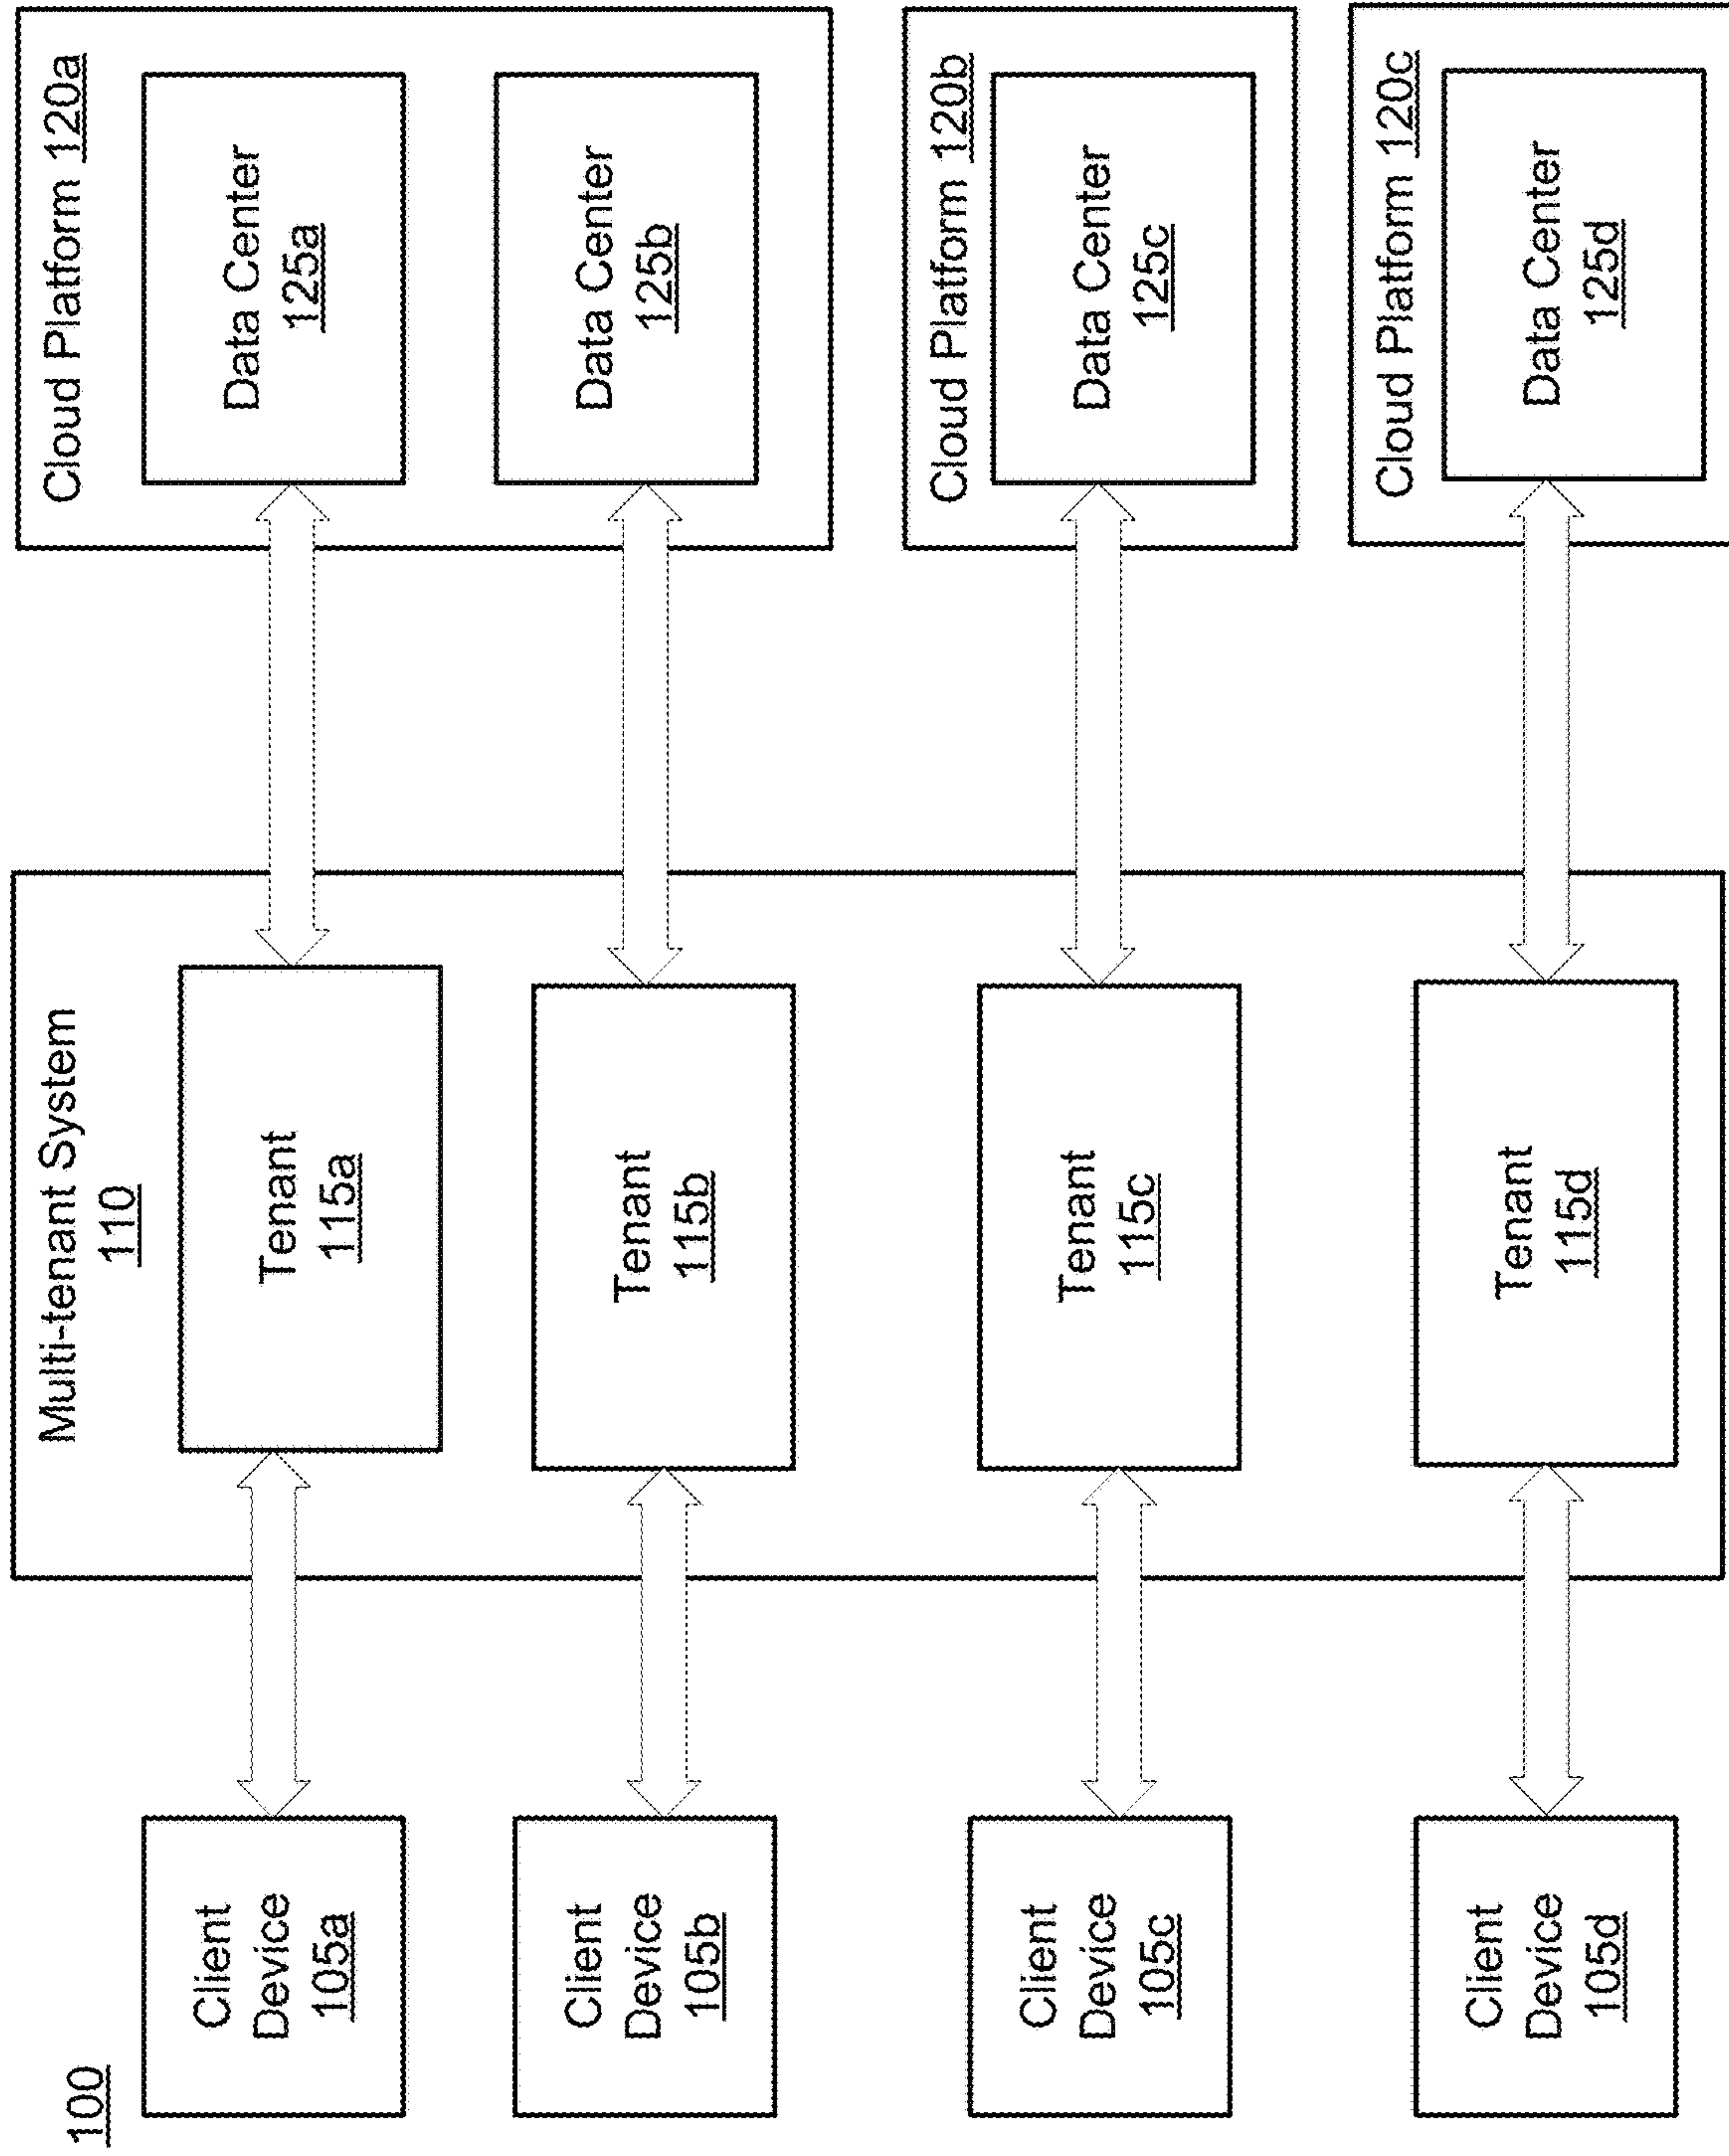 100
Client
Device
105a
Client
Device
105b
Client
Device
105c
Client
Device
105d
Multi-tenant System
110
Tenant
115a
Tenant
115b
Tenant
115c
Tenant
115d
Cloud Platform 120a
Data Center
125a
Data Center
125b
Cloud Platform 120b
Data Center
125c
Cloud Platform 120c
Data Center
125d